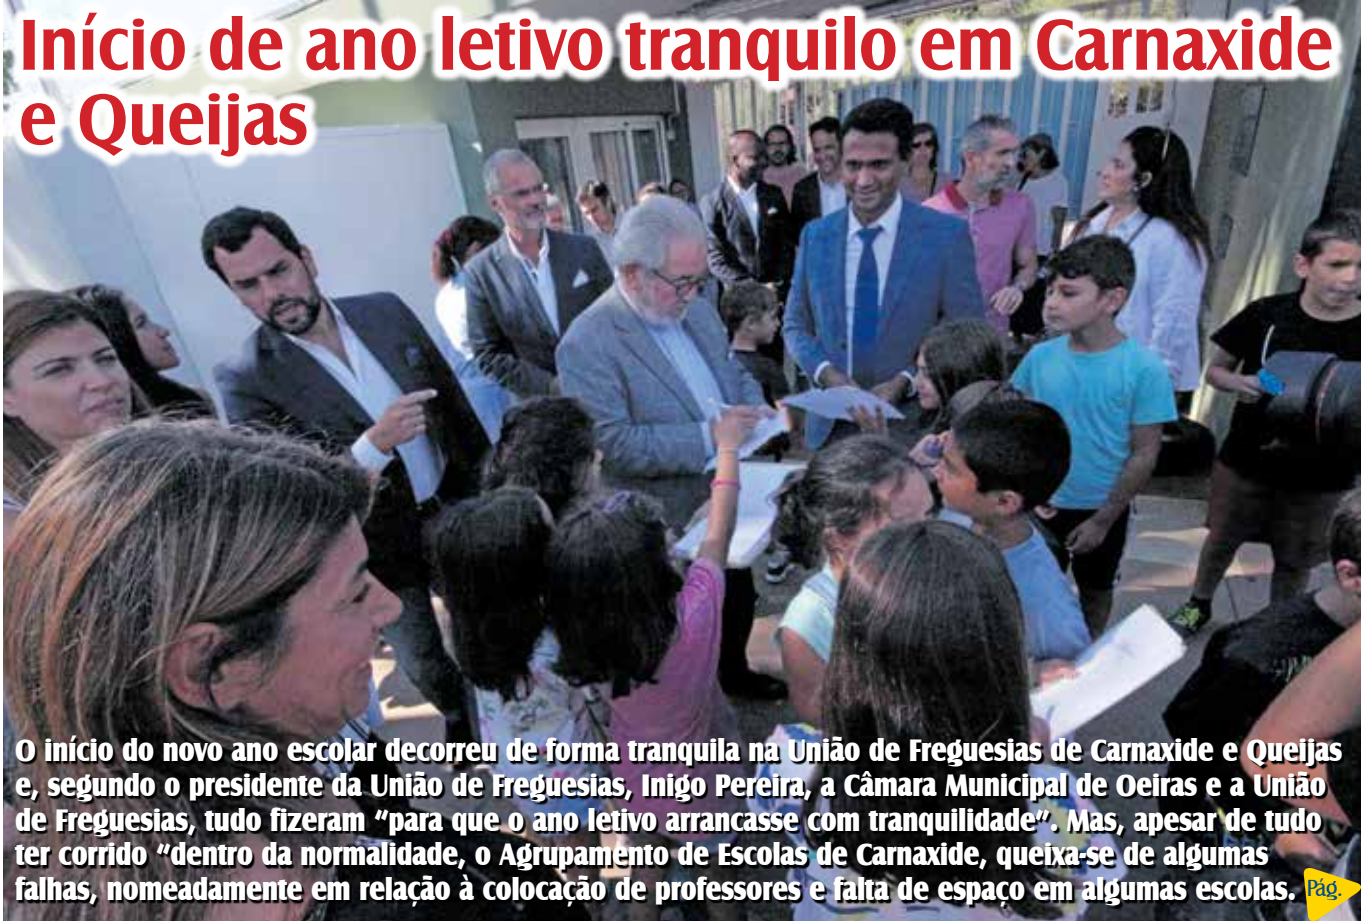 Início de ano letivo tranquilo em Carnaxide
e Queijas
O início do novo ano escolar decorreu de forma tranquila na União de Freguesias de Carnaxide e Queijas
e, segundo o presidente da União de Freguesias, Inigo Pereira, a Câmara Municipal de Oeiras e a União
de Freguesias, tudo fizeram “para que o ano letivo arrancasse com tranquilidade”. Mas, apesar de tudo
ter corrido “dentro da normalidade, o Agrupamento de Escolas de Carnaxide, queixa-se de algumas
falhas, nomeadamente em relação à colocação de professores e falta de espaço em algumas escolas. Pág.